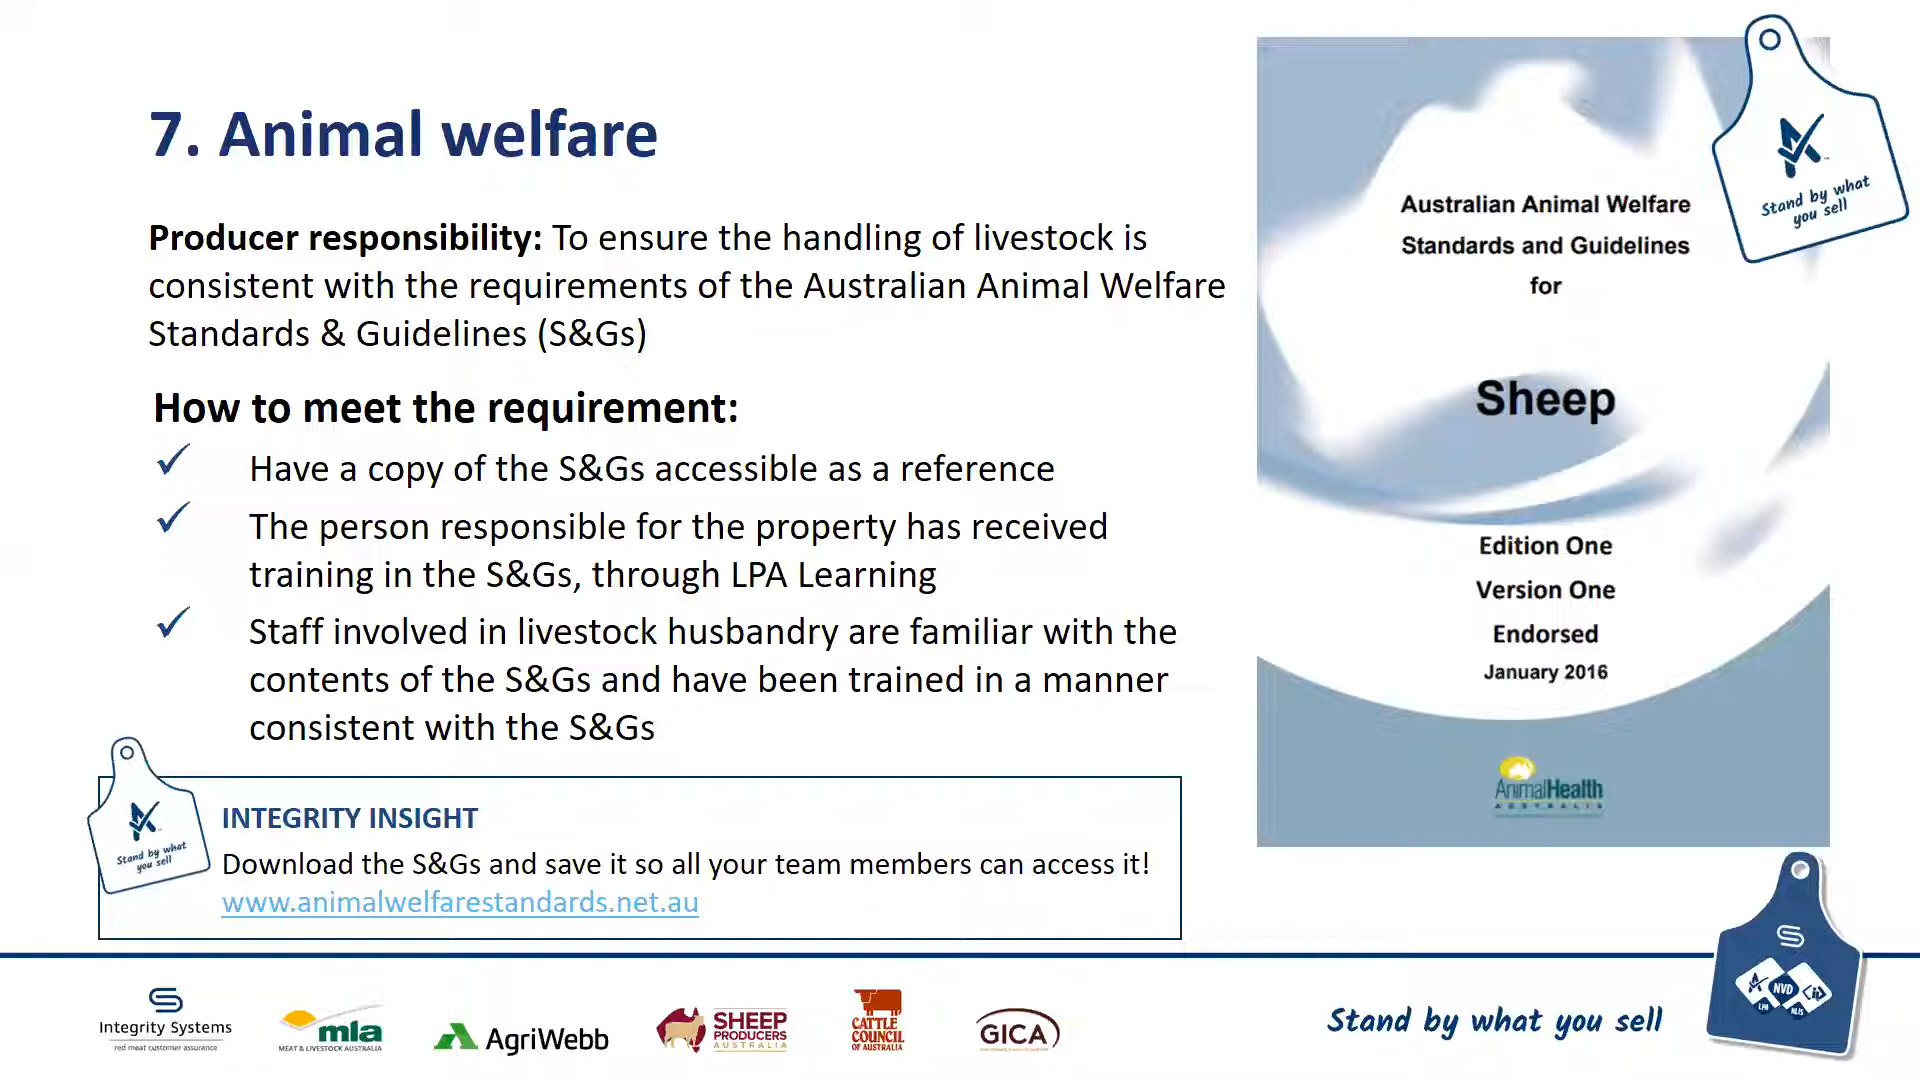 7. Animal welfare
Producer responsibility: To ensure the handling of livestock is
consistent with the requirements of the Australian Animal Welfare
Standards & Guidelines (S&Gs)
How to meet the requirement:
Have a copy of the S&Gs accessible as a reference
The person responsible for the property has received
training in the S&Gs, through LPA Learning
Staff involved in livestock husbandry are familiar with the
contents of the S&Gs and have been trained in a manner
consistent with the S&Gs
Stand by what
you sell
INTEGRITY INSIGHT
Download the S&Gs and save it so all your team members can access it!
www.animalwelfarestandards.net.au
Australian Animal Welfare
Standards and Guidelines
for
Sheep
Edition One
Version One
Endorsed
January 2016
AnimalHealth
AUSTRALIA
Stand by what
you sell
Integrity Systems
red meat customer assurance
mla
MEAT & LIVESTOCK AUSTRALIA
AgriWebb
SHEEP
PRODUCERS
AUSTRALIA
CATTLE
COUNCIL
OF AUSTRALIA
GICA
Stand by what you sell
LPA
NVD
NLIS